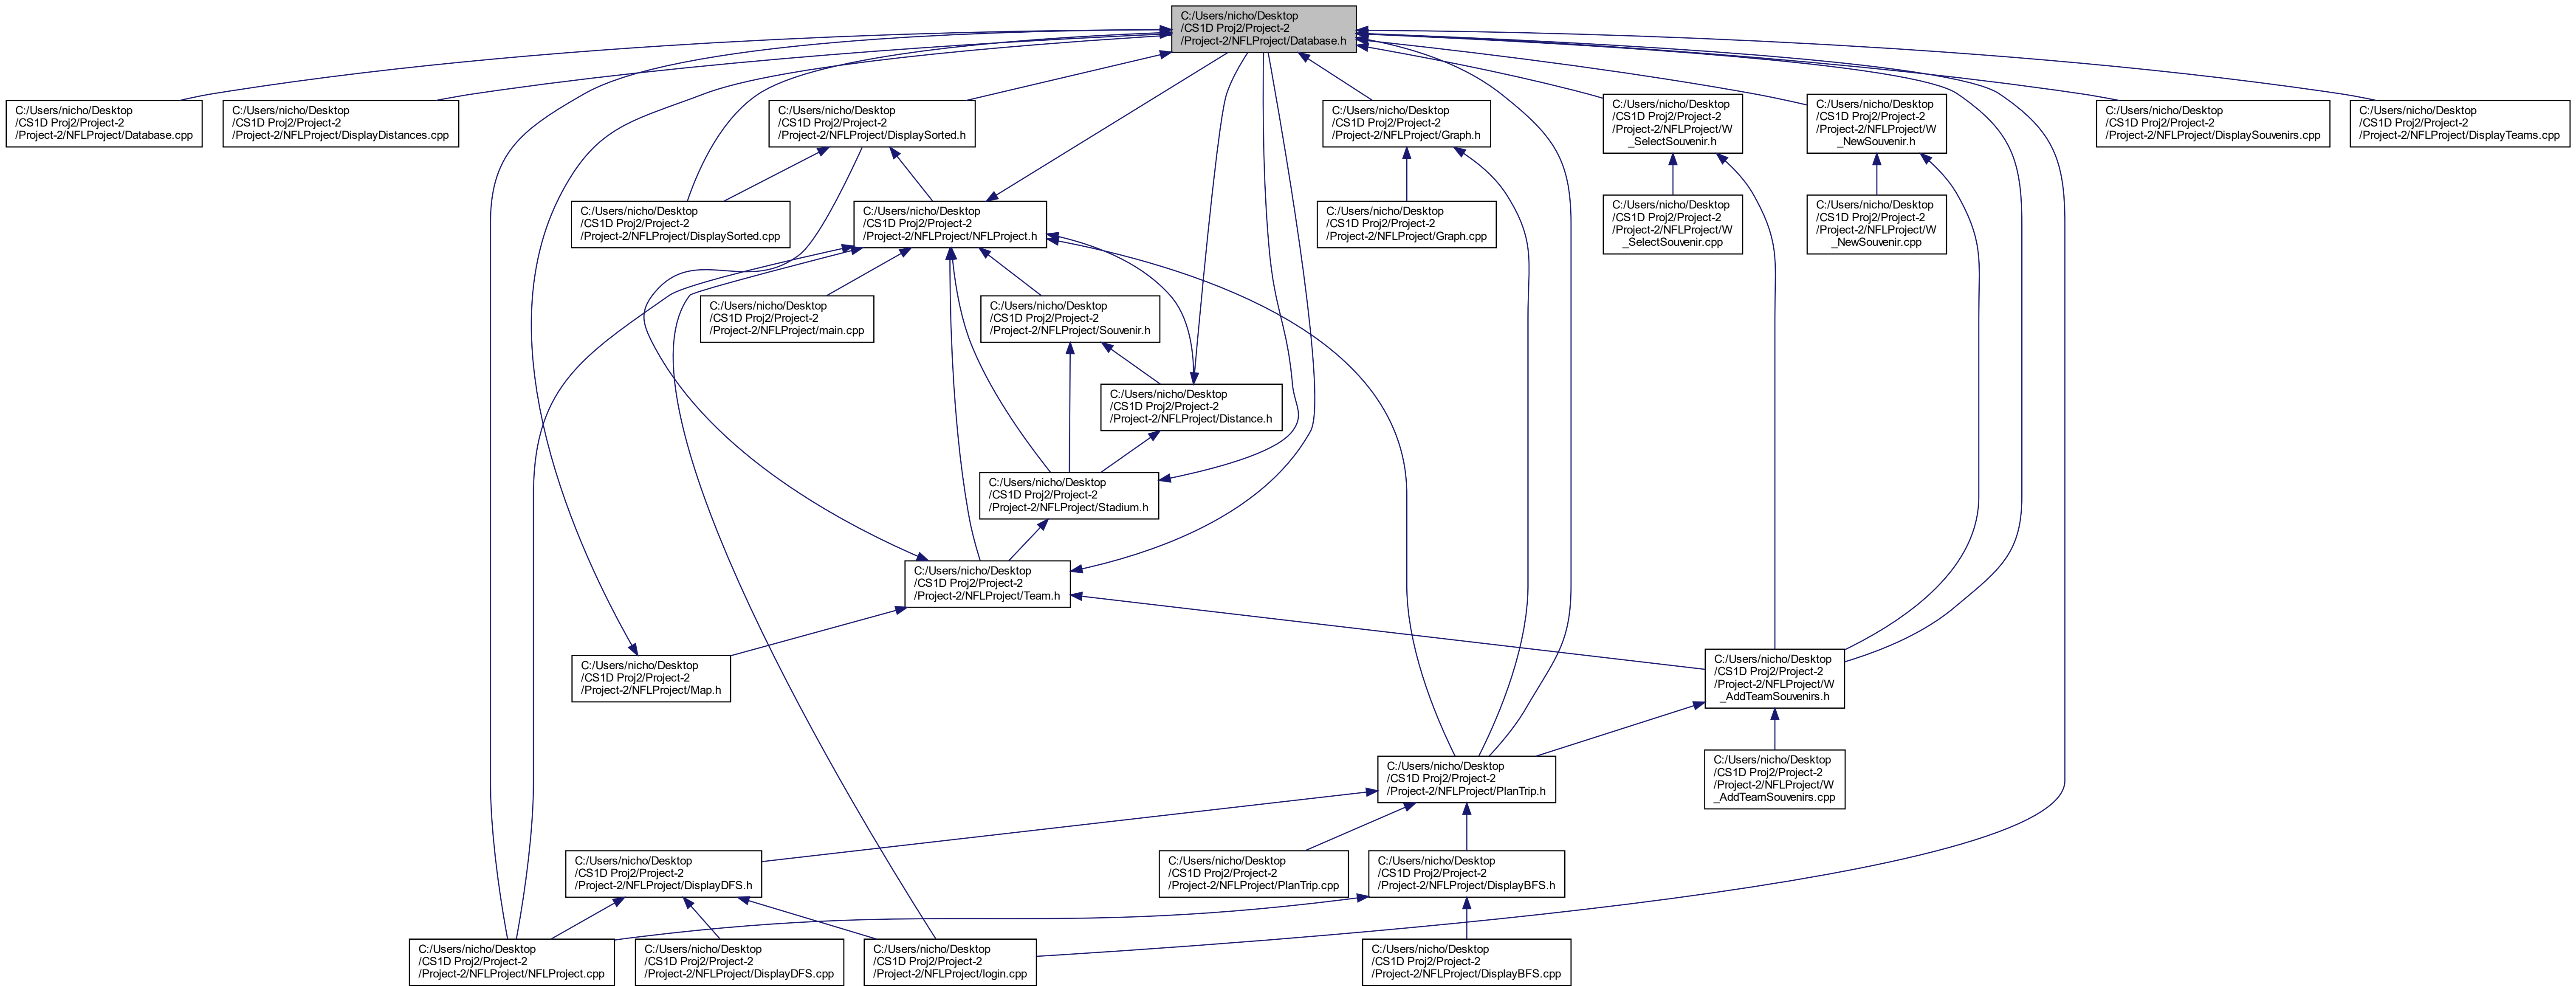 C:/Users/nicho/Desktop
/CS1D Proj2/Project-2
/Project-2/NFLProject/Database.h
C:/Users/nicho/Desktop
/CS1D Proj2/Project-2
/Project-2/NFLProject/Database.cpp
C:/Users/nicho/Desktop
/CS1D Proj2/Project-2
/Project-2/NFLProject/DisplayDistances.cpp
C:/Users/nicho/Desktop
/CS1D Proj2/Project-2
/Project-2/NFLProject/DisplaySorted.h
C:/Users/nicho/Desktop
/CS1D Proj2/Project-2
/Project-2/NFLProject/Graph.h
C:/Users/nicho/Desktop
/CS1D Proj2/Project-2
/Project-2/NFLProject/W
_SelectSouvenir.h
C:/Users/nicho/Desktop
/CS1D Proj2/Project-2
/Project-2/NFLProject/W
_NewSouvenir.h
C:/Users/nicho/Desktop
/CS1D Proj2/Project-2
/Project-2/NFLProject/DisplaySouvenirs.cpp
C:/Users/nicho/Desktop
/CS1D Proj2/Project-2
/Project-2/NFLProject/DisplayTeams.cpp
C:/Users/nicho/Desktop
/CS1D Proj2/Project-2
/Project-2/NFLProject/DisplaySorted.cpp
C:/Users/nicho/Desktop
/CS1D Proj2/Project-2
/Project-2/NFLProject/NFLProject.h
C:/Users/nicho/Desktop
/CS1D Proj2/Project-2
/Project-2/NFLProject/Graph.cpp
C:/Users/nicho/Desktop
/CS1D Proj2/Project-2
/Project-2/NFLProject/W
_SelectSouvenir.cpp
C:/Users/nicho/Desktop
/CS1D Proj2/Project-2
/Project-2/NFLProject/W
_NewSouvenir.cpp
C:/Users/nicho/Desktop
/CS1D Proj2/Project-2
/Project-2/NFLProject/main.cpp
C:/Users/nicho/Desktop
/CS1D Proj2/Project-2
/Project-2/NFLProject/Souvenir.h
C:/Users/nicho/Desktop
/CS1D Proj2/Project-2
/Project-2/NFLProject/Distance.h
C:/Users/nicho/Desktop
/CS1D Proj2/Project-2
/Project-2/NFLProject/Stadium.h
C:/Users/nicho/Desktop
/CS1D Proj2/Project-2
/Project-2/NFLProject/Team.h
C:/Users/nicho/Desktop
/CS1D Proj2/Project-2
/Project-2/NFLProject/Map.h
C:/Users/nicho/Desktop
/CS1D Proj2/Project-2
/Project-2/NFLProject/W
_AddTeamSouvenirs.h
C:/Users/nicho/Desktop
/CS1D Proj2/Project-2
/Project-2/NFLProject/PlanTrip.h
C:/Users/nicho/Desktop
/CS1D Proj2/Project-2
/Project-2/NFLProject/W
_AddTeamSouvenirs.cpp
C:/Users/nicho/Desktop
/CS1D Proj2/Project-2
/Project-2/NFLProject/DisplayDFS.h
C:/Users/nicho/Desktop
/CS1D Proj2/Project-2
/Project-2/NFLProject/PlanTrip.cpp
C:/Users/nicho/Desktop
/CS1D Proj2/Project-2
/Project-2/NFLProject/DisplayBFS.h
C:/Users/nicho/Desktop
/CS1D Proj2/Project-2
/Project-2/NFLProject/NFLProject.cpp
C:/Users/nicho/Desktop
/CS1D Proj2/Project-2
/Project-2/NFLProject/DisplayDFS.cpp
C:/Users/nicho/Desktop
/CS1D Proj2/Project-2
/Project-2/NFLProject/login.cpp
C:/Users/nicho/Desktop
/CS1D Proj2/Project-2
/Project-2/NFLProject/DisplayBFS.cpp